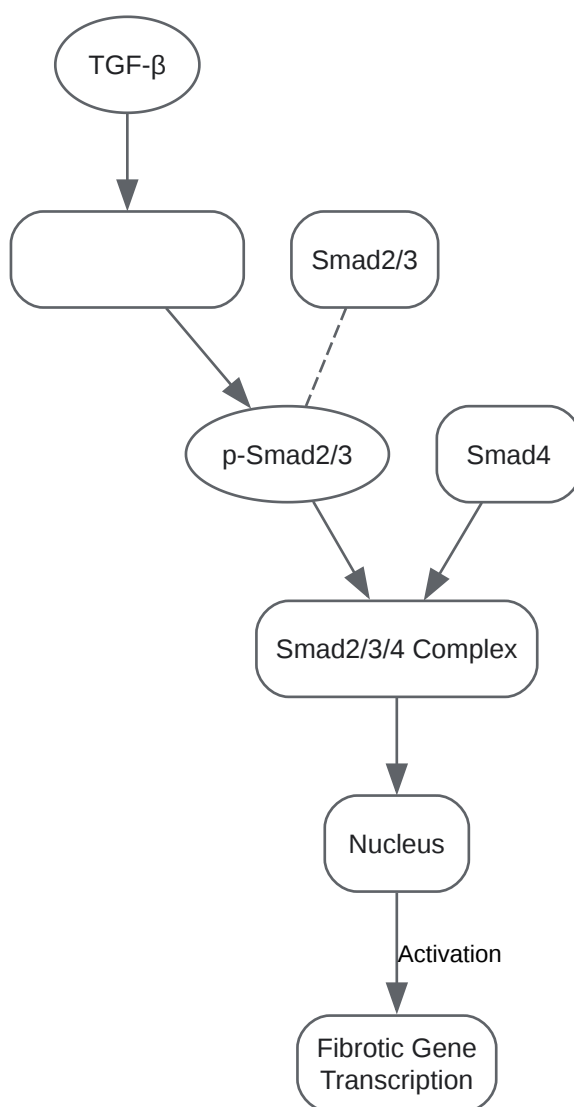 TGF-β
Smad2/3
p-Smad2/3
Smad4
Smad2/3/4 Complex
Nucleus
Activation
Fibrotic Gene
Transcription